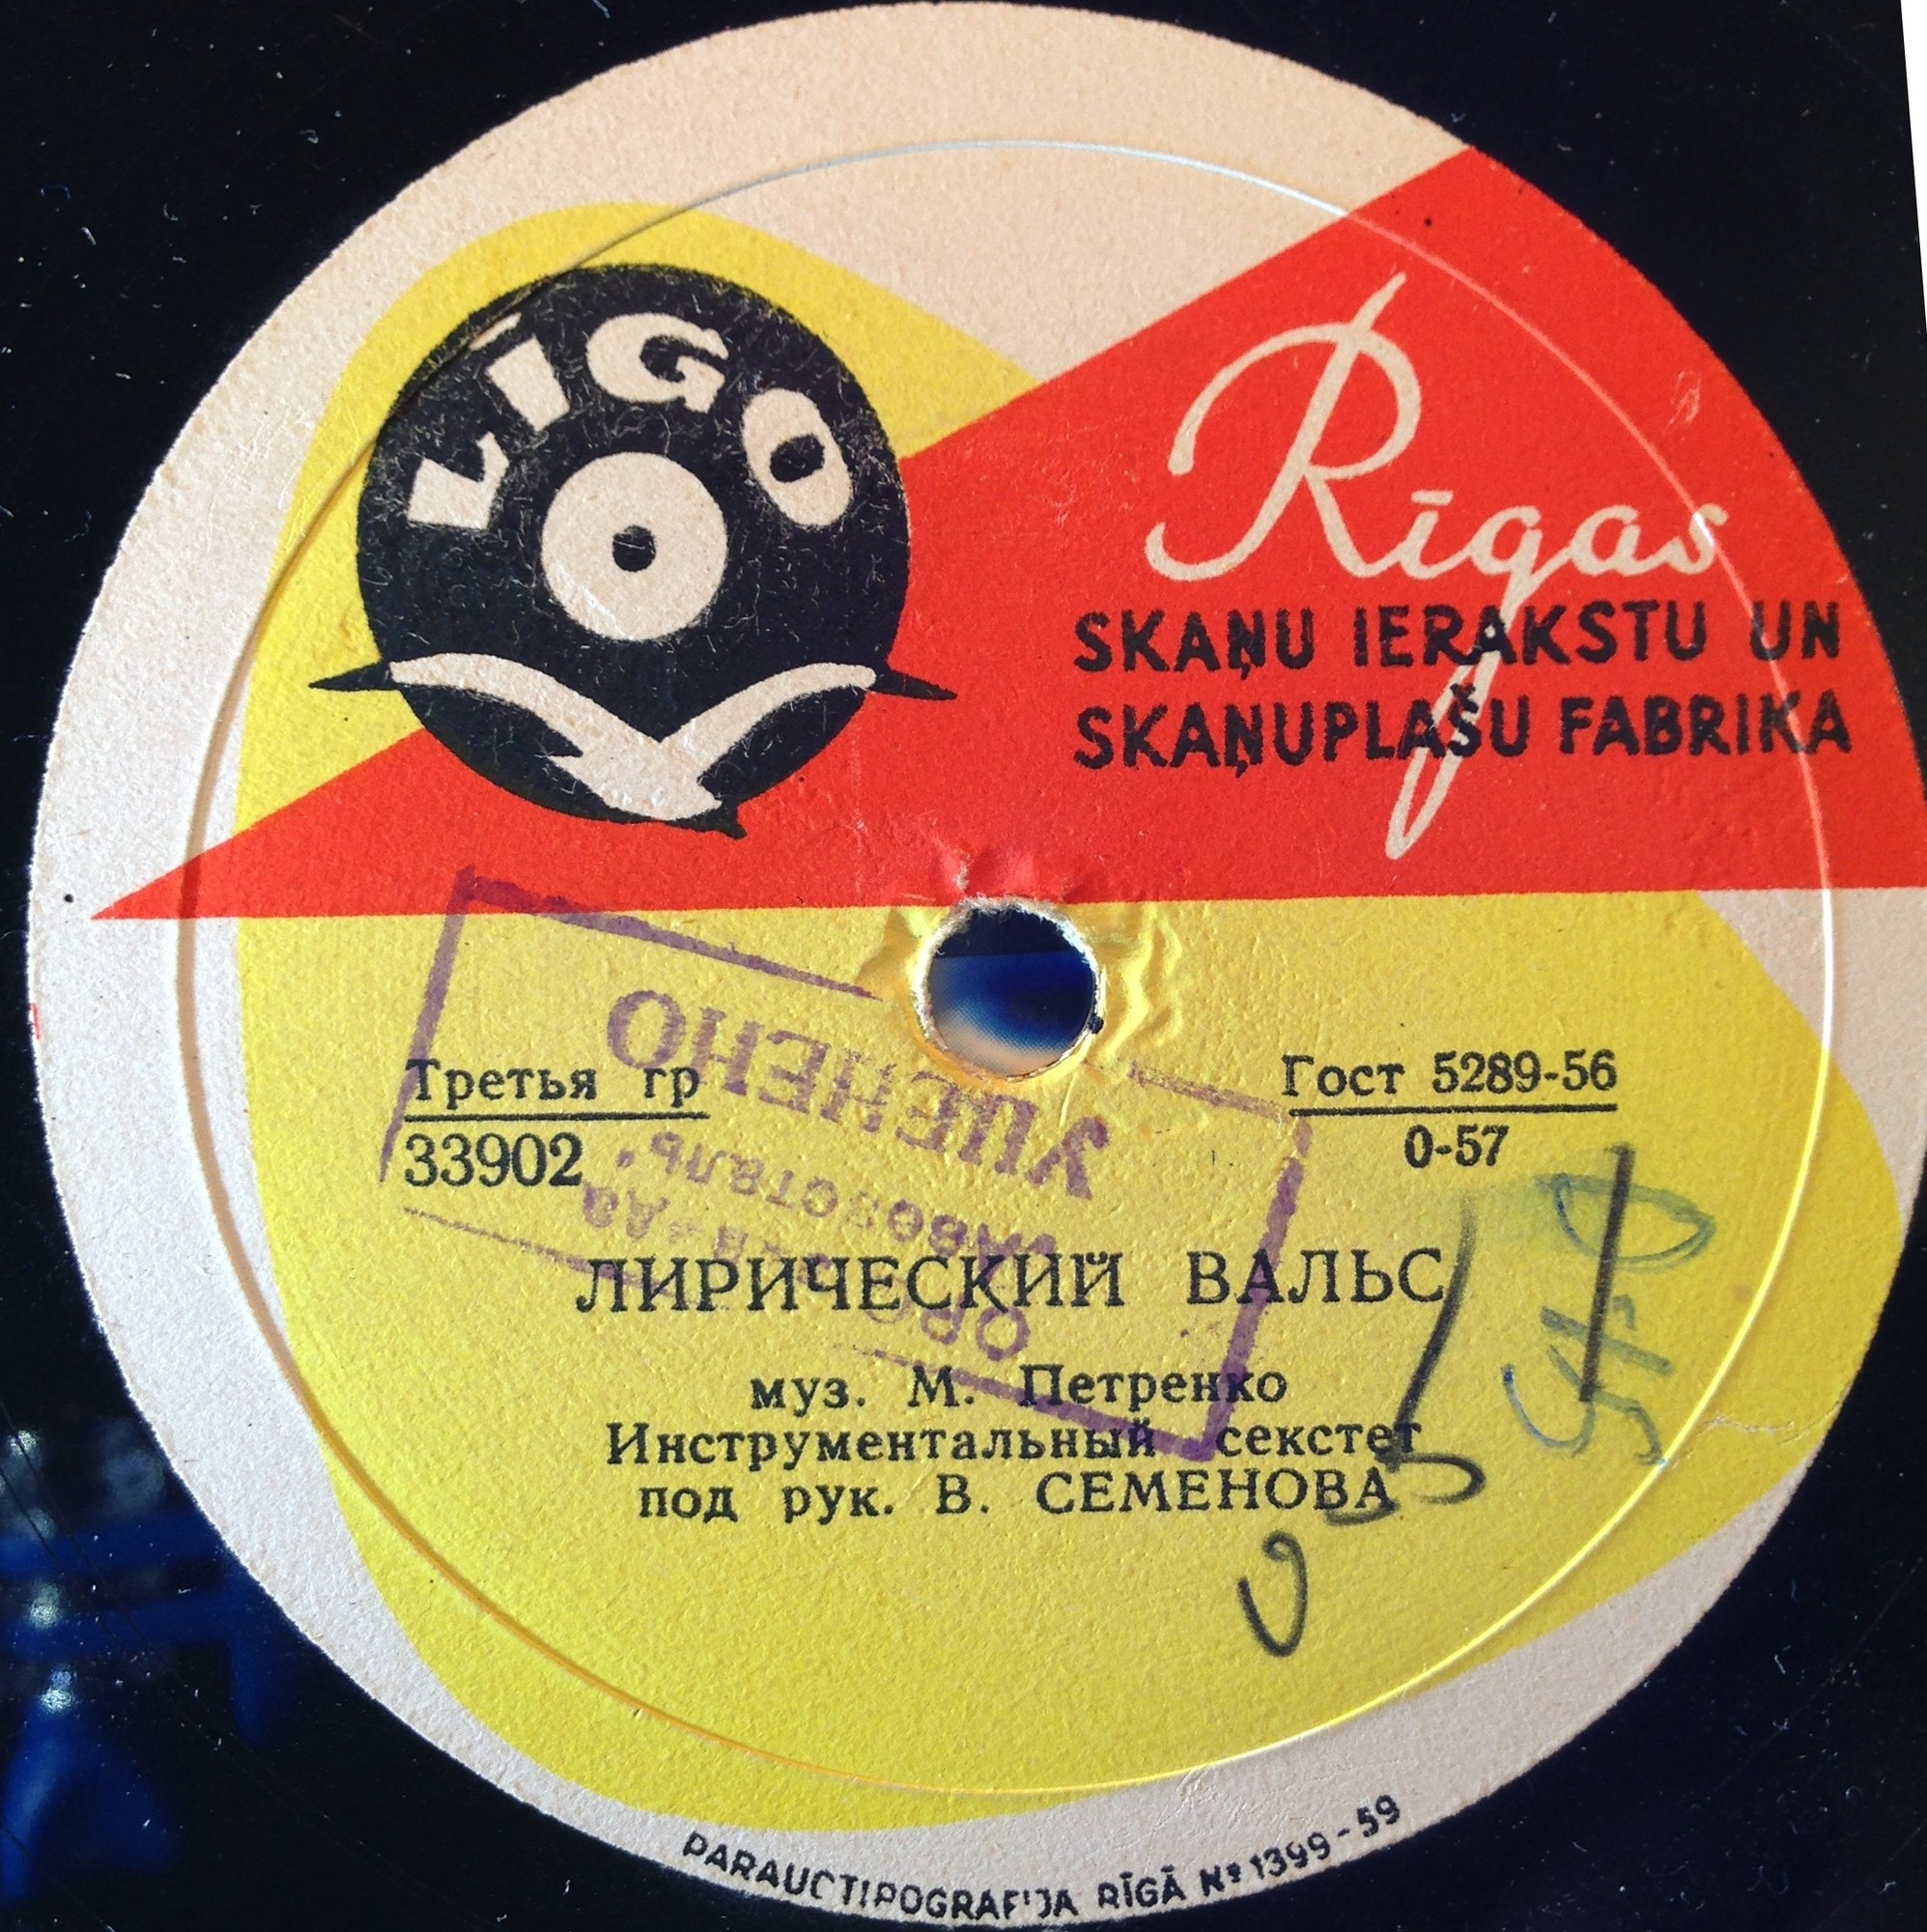 LĪGO
Rīgas
SKAŅU IERAKSTU UN
SKAŅUPLAŠU FABRIKA
УЦЕНЕНО
Третья гр
33902
Гост 5289-56
0-57
ЛИРИЧЕСКИЙ ВАЛЬС
муз. М. Петренко
Инструментальный секстет
под рук. В. СЕМЕНОВА
PARAUGTIPOGRAFIJA RĪGĀ № 1399-59